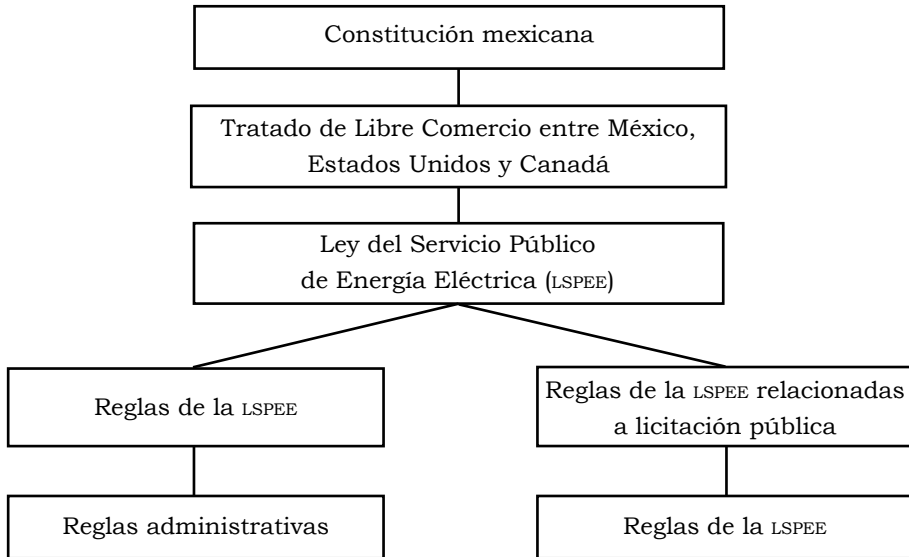 Constitución mexicana
Tratado de Libre Comercio entre México,
Estados Unidos y Canadá
Ley del Servicio Público
de Energía Eléctrica (LSPEE)
Reglas de la LSPEE
Reglas de la LSPEE relacionadas
a licitación pública
Reglas administrativas
Reglas de la LSPEE